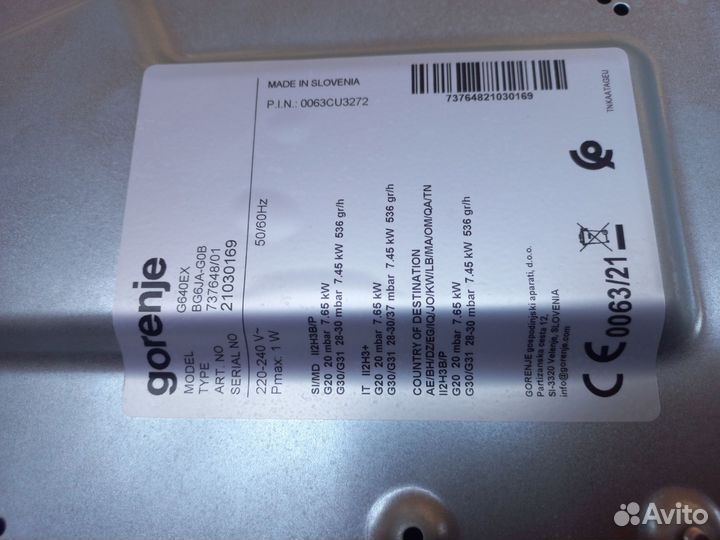 gorenje
MODEL G640EX
TYPE BG6JA-G0B
ART. NO 737648/01
SERIAL NO 21030169
220-240 V~ 50/60Hz
Pmax: 1 W
MADE IN SLOVENIA
P.I.N.: 0063CU3272
SI/MD II2H3B/P
G20 20 mbar 7.65 kW
G30/G31 28-30 mbar 7.45 kW 536 gr/h
IT II2H3+
G20 20 mbar 7.65 kW
G30/G31 28-30/37 mbar 7.45 kW 536 gr/h
COUNTRY OF DESTINATION
AE/BH/DZ/EG/IQ/JO/KW/LB/MA/OM/QA/TN
II2H3B/P
G20 20 mbar 7.65 kW
G30/G31 28-30 mbar 7.45 kW 536 gr/h
73764821030169
GORENJE gospodinjski aparati, d.o.o.
Partizanska cesta 12,
SI-3320 Velenje, SLOVENIA
info@gorenje.com
CE 0063/21
TNKAATAGEU
Avito